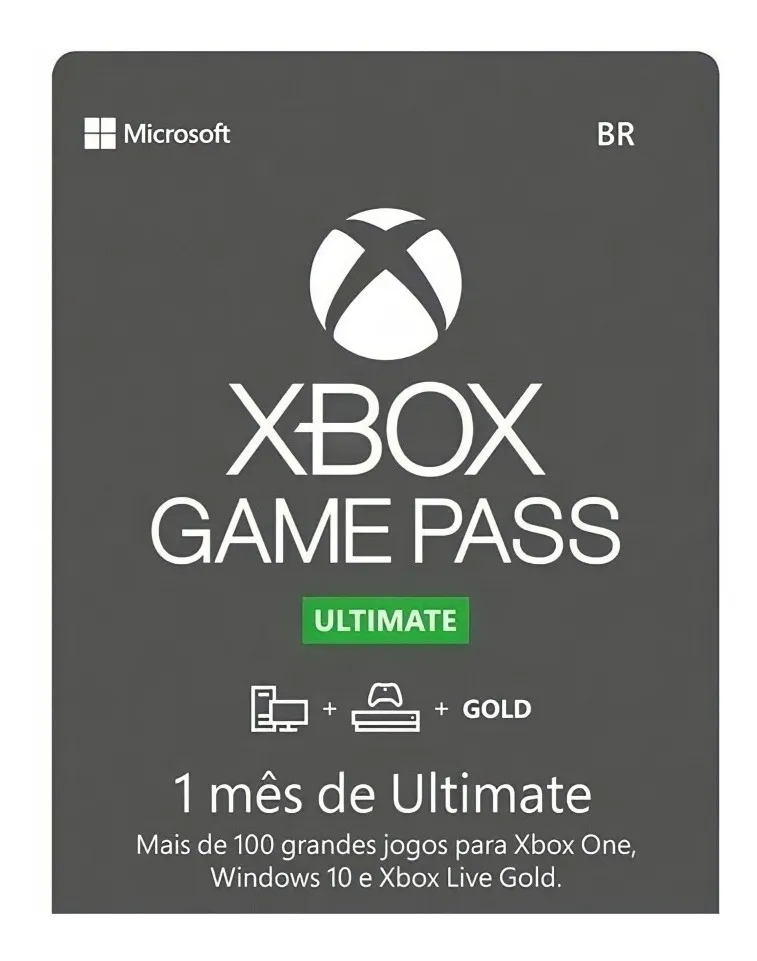 Microsoft
BR
XBOX
GAME PASS
ULTIMATE
+ + GOLD
1 mês de Ultimate
Mais de 100 grandes jogos para Xbox One,
Windows 10 e Xbox Live Gold.